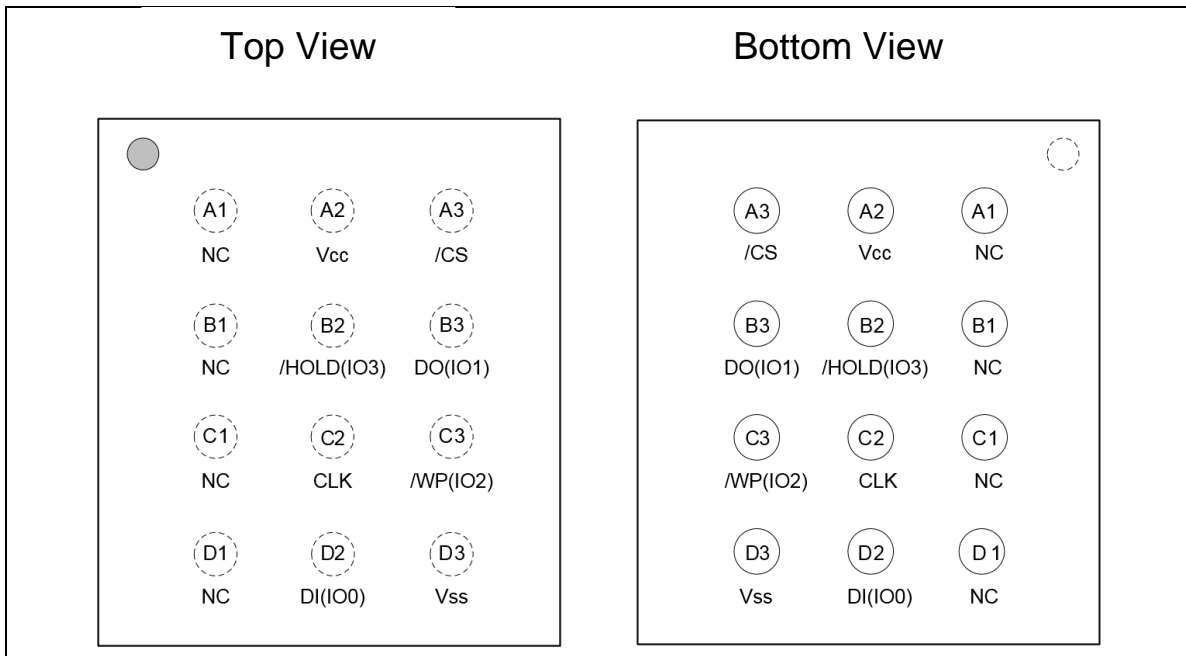 Top View Bottom View
A1 A2 A3 A3 A2 A1
NC Vcc /CS /CS Vcc NC
B1 B2 B3 B3 B2 B1
NC /HOLD(IO3) DO(IO1) DO(IO1) /HOLD(IO3) NC
C1 C2 C3 C3 C2 C1
NC CLK /WP(IO2) /WP(IO2) CLK NC
D1 D2 D3 D3 D2 D 1
NC DI(IO0) Vss Vss DI(IO0) NC